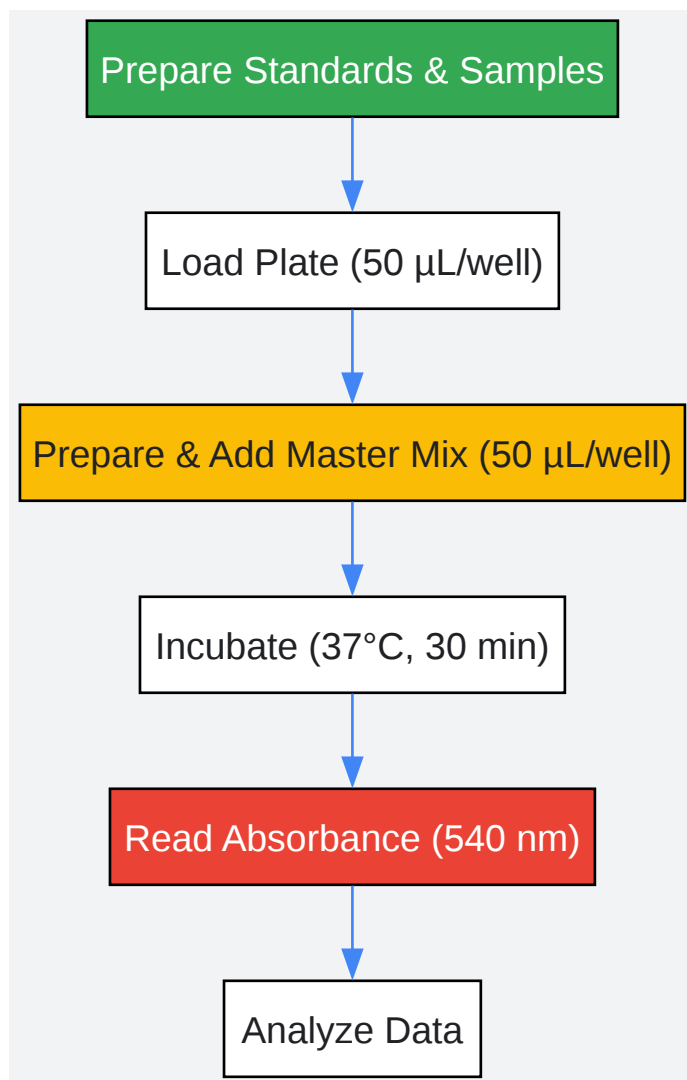 Prepare Standards & Samples
Load Plate (50 µL/well)
Prepare & Add Master Mix (50 µL/well)
Incubate (37°C, 30 min)
Read Absorbance (540 nm)
Analyze Data